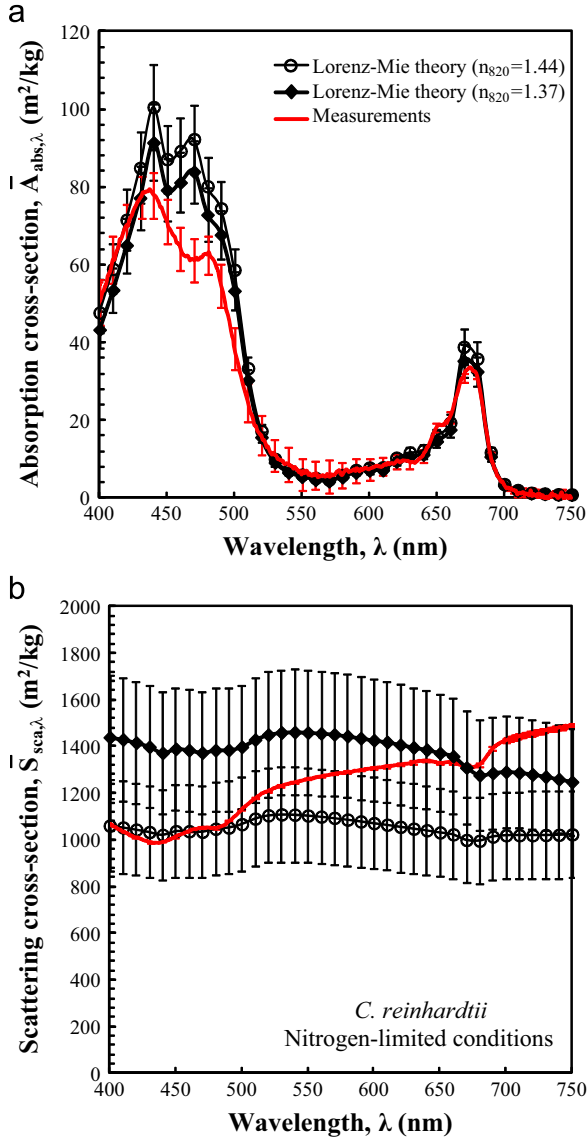 a
120
100
80
60
40
20
0
400 450 500 550 600 650 700 750
Absorption cross-section, A̅abs,λ (m²/kg)
Wavelength, λ (nm)
Lorenz-Mie theory (n820=1.44)
Lorenz-Mie theory (n820=1.37)
Measurements
b
2000
1800
1600
1400
1200
1000
800
600
400
200
0
400 450 500 550 600 650 700 750
Scattering cross-section, S̅sca,λ (m²/kg)
Wavelength, λ (nm)
C. reinhardtii
Nitrogen-limited conditions